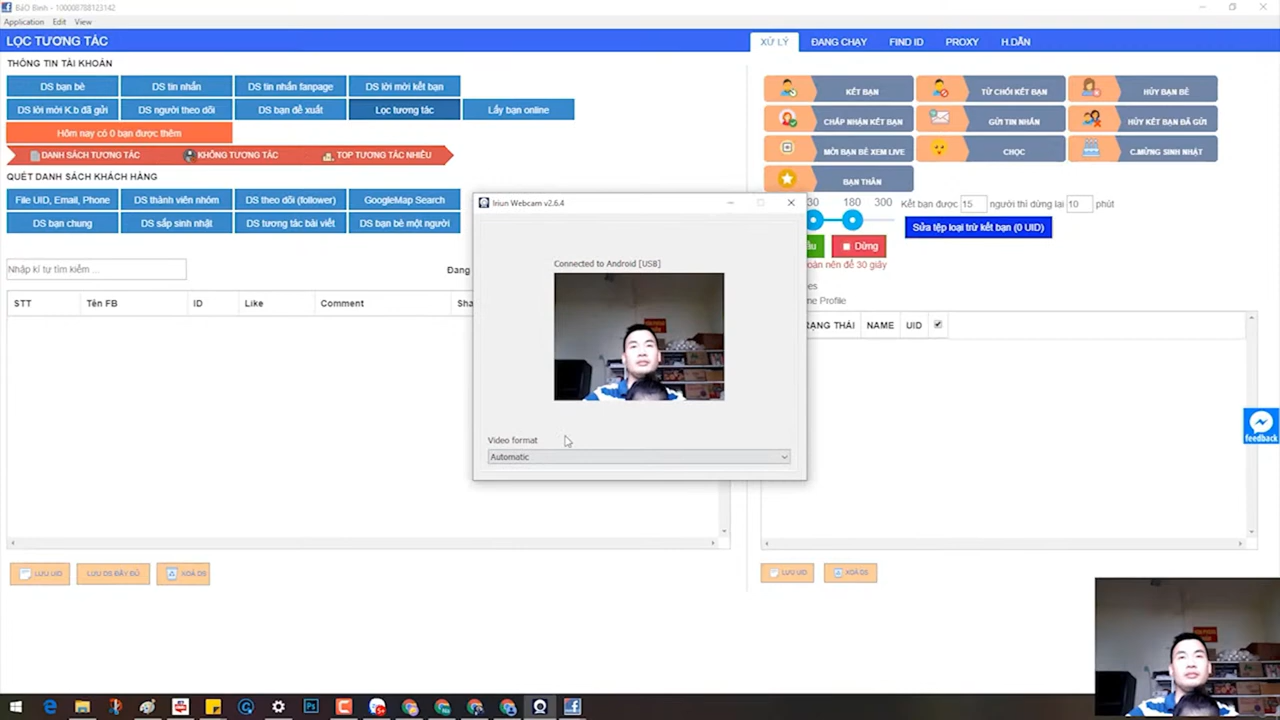 BảO Bình - 100008788123142
Application Edit View
LỌC TƯƠNG TÁC
XỬ LÝ ĐANG CHẠY FIND ID PROXY H.DẪN
THÔNG TIN TÀI KHOẢN
DS bạn bè DS tin nhắn DS tin nhắn fanpage DS lời mời kết bạn
DS lời mời K.b đã gửi DS người theo dõi DS bạn đề xuất Lọc tương tác Lấy bạn online
Hôm nay có 0 bạn được thêm
DANH SÁCH TƯƠNG TÁC KHÔNG TƯƠNG TÁC TOP TƯƠNG TÁC NHIỀU
QUÉT DANH SÁCH KHÁCH HÀNG
File UID, Email, Phone DS thành viên nhóm DS theo dõi (follower) GoogleMap Search
DS bạn chung DS sắp sinh nhật DS tương tác bài viết DS bạn bè một người
Nhập kí tự tìm kiếm ...
Đang
STT Tên FB ID Like Comment Sha
LƯU UID LƯU DS ĐẦY ĐỦ XOÁ DS
KẾT BẠN TỪ CHỐI KẾT BẠN HỦY BẠN BÈ
CHẤP NHẬN KẾT BẠN GỬI TIN NHẮN HỦY KẾT BẠN ĐÃ GỬI
MỜI BẠN BÈ XEM LIVE CHỌC C.MỪNG SINH NHẬT
BẠN THÂN
30 180 300 Kết bạn được 15 người thì dừng lại 10 phút
Sửa tệp loại trừ kết bạn (0 UID)
Dừng
oàn nên để 30 giây
me Profile
RẠNG THÁI NAME UID
LƯU UID XOÁ DS
Iriun Webcam v2.6.4
Connected to Android [USB]
Video format
Automatic
feedback
Ps